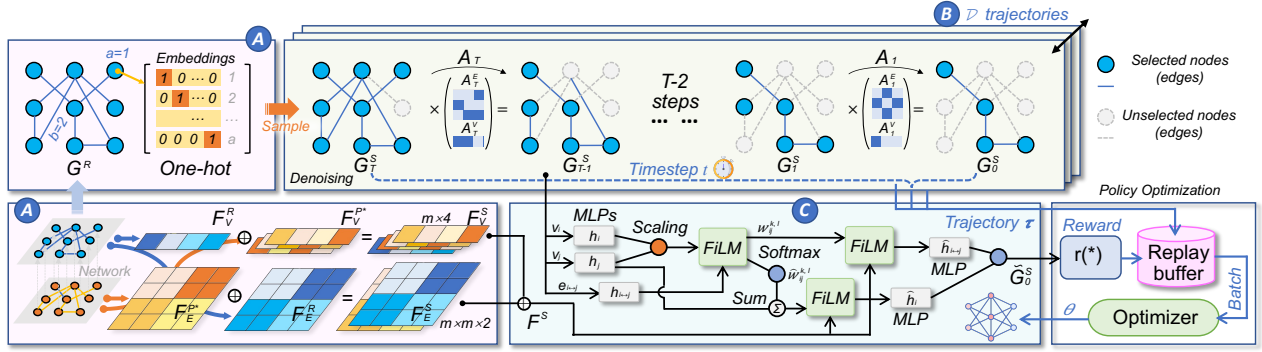 A
a=1
b=2
G^R
Embeddings
1 0 ··· 0 1
0 1 ··· 0 2
··· ··· ...
0 0 0 1 a
One-hot
Sample
B 𝒟 trajectories
A_T
× A_T^E A_T^V =
G_T^S
G_{T-1}^S
T-2
steps
··· ···
A_1
× A_1^E A_1^V =
G_1^S
G_0^S
Denoising
Timestep t
Selected nodes
(edges)
Unselected nodes
(edges)
A
Network
F_V^R
F_V^{P*}
=
F_V^S
m×4
F_E^{P*}
F_E^R
=
F_E^S
m×m×2
F^S
C
MLPs
v_i h_i
v_j h_j
e_{i→j} h_{i→j}
Scaling
FiLM
w_{ij}^{k,l}
Softmax
ŵ_{ij}^{k,l}
Sum
Σ
FiLM
FiLM
ĥ_{i→j}
MLP
ĥ_i
MLP
Trajectory τ
G̃_0^S
Policy Optimization
Reward
r(*)
Replay
buffer
Batch
Optimizer
θ